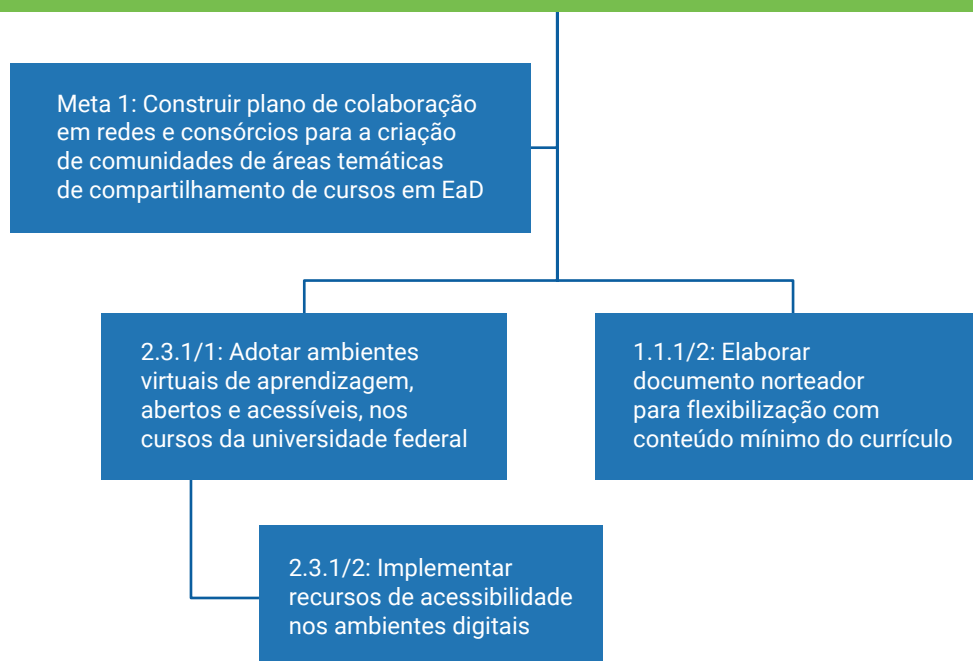 Meta 1: Construir plano de colaboração
em redes e consórcios para a criação
de comunidades de áreas temáticas
de compartilhamento de cursos em EaD
2.3.1/1: Adotar ambientes
virtuais de aprendizagem,
abertos e acessíveis, nos
cursos da universidade federal
1.1.1/2: Elaborar
documento norteador
para flexibilização com
conteúdo mínimo do currículo
2.3.1/2: Implementar
recursos de acessibilidade
nos ambientes digitais